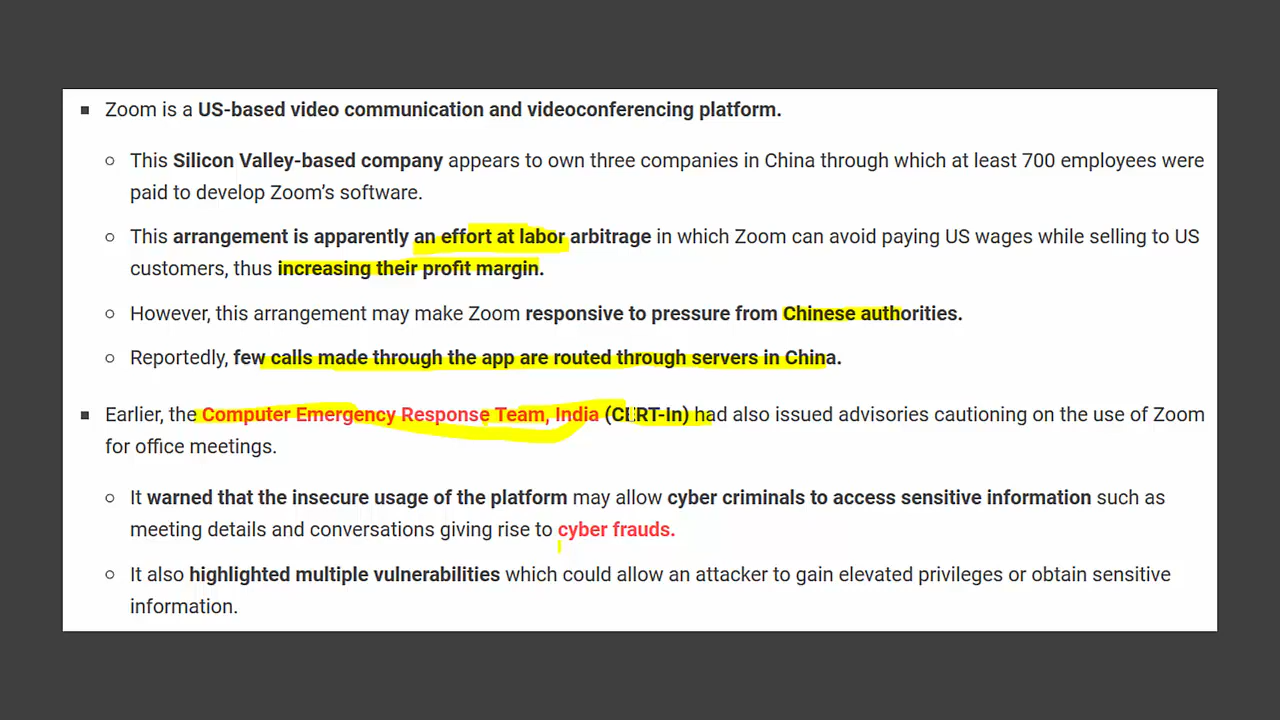 Zoom is a US-based video communication and videoconferencing platform.
This Silicon Valley-based company appears to own three companies in China through which at least 700 employees were
paid to develop Zoom’s software.
This arrangement is apparently an effort at labor arbitrage in which Zoom can avoid paying US wages while selling to US
customers, thus increasing their profit margin.
However, this arrangement may make Zoom responsive to pressure from Chinese authorities.
Reportedly, few calls made through the app are routed through servers in China.
Earlier, the Computer Emergency Response Team, India (CERT-In) had also issued advisories cautioning on the use of Zoom
for office meetings.
It warned that the insecure usage of the platform may allow cyber criminals to access sensitive information such as
meeting details and conversations giving rise to cyber frauds.
It also highlighted multiple vulnerabilities which could allow an attacker to gain elevated privileges or obtain sensitive
information.